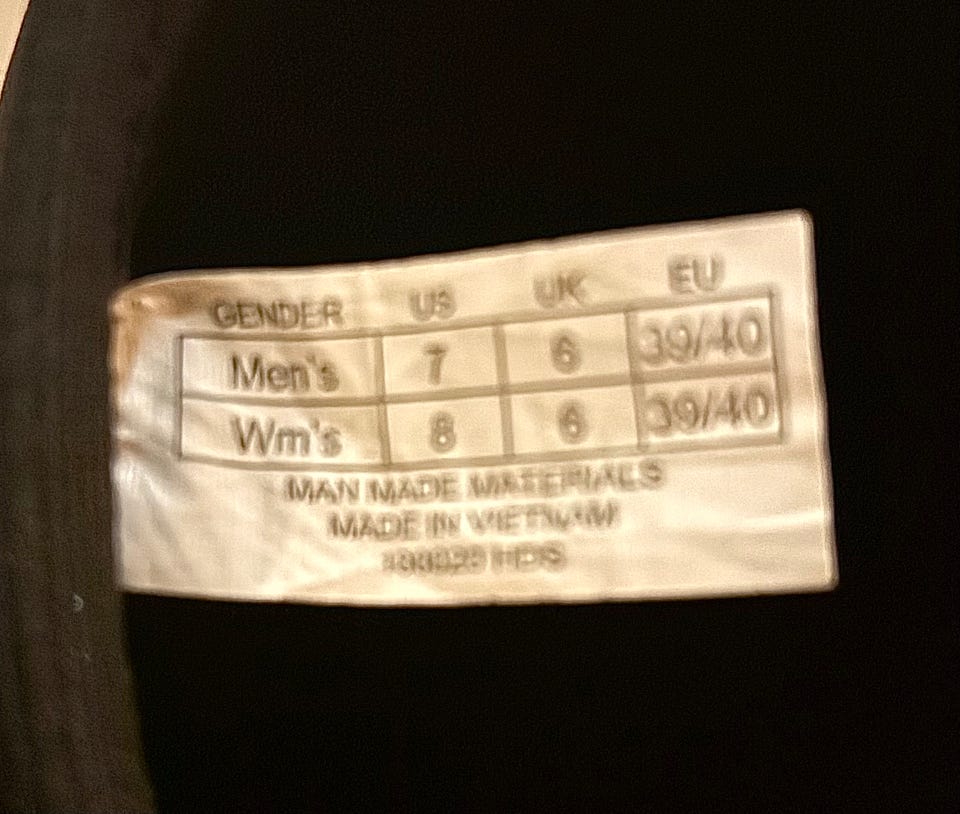 GENDER US UK EU
Men's 7 6 39/40
Wm's 8 6 39/40
MAN MADE MATERIALS
MADE IN VIETNAM